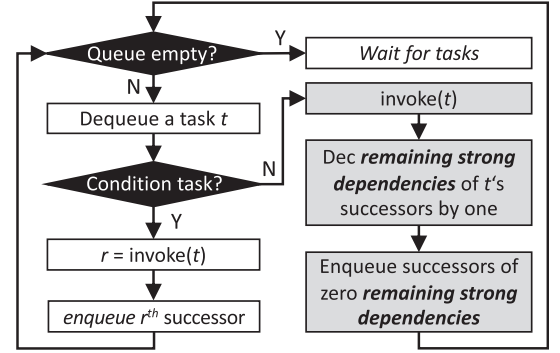 Queue empty?
Y
Wait for tasks
N
Dequeue a task t
invoke(t)
N
Condition task?
Dec remaining strong
dependencies of t's
successors by one
Y
r = invoke(t)
Enqueue successors of
zero remaining strong
dependencies
enqueue rth successor